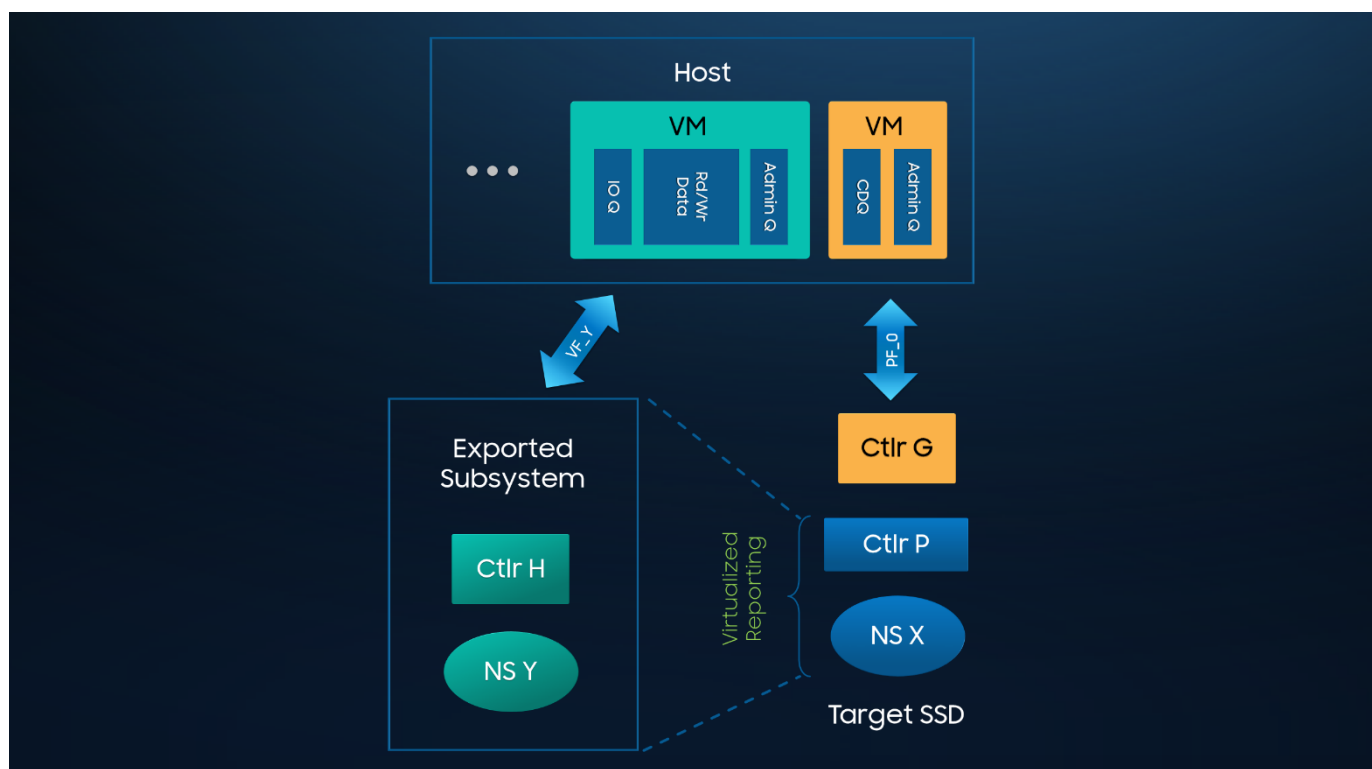 Host
VM
IO Q
Rd/Wr
Data
Admin Q
VM
CDQ
Admin Q
VF_Y
PF_0
Exported
Subsystem
Ctlr H
NS Y
Virtualized
Reporting
Ctlr G
Ctlr P
NS X
Target SSD